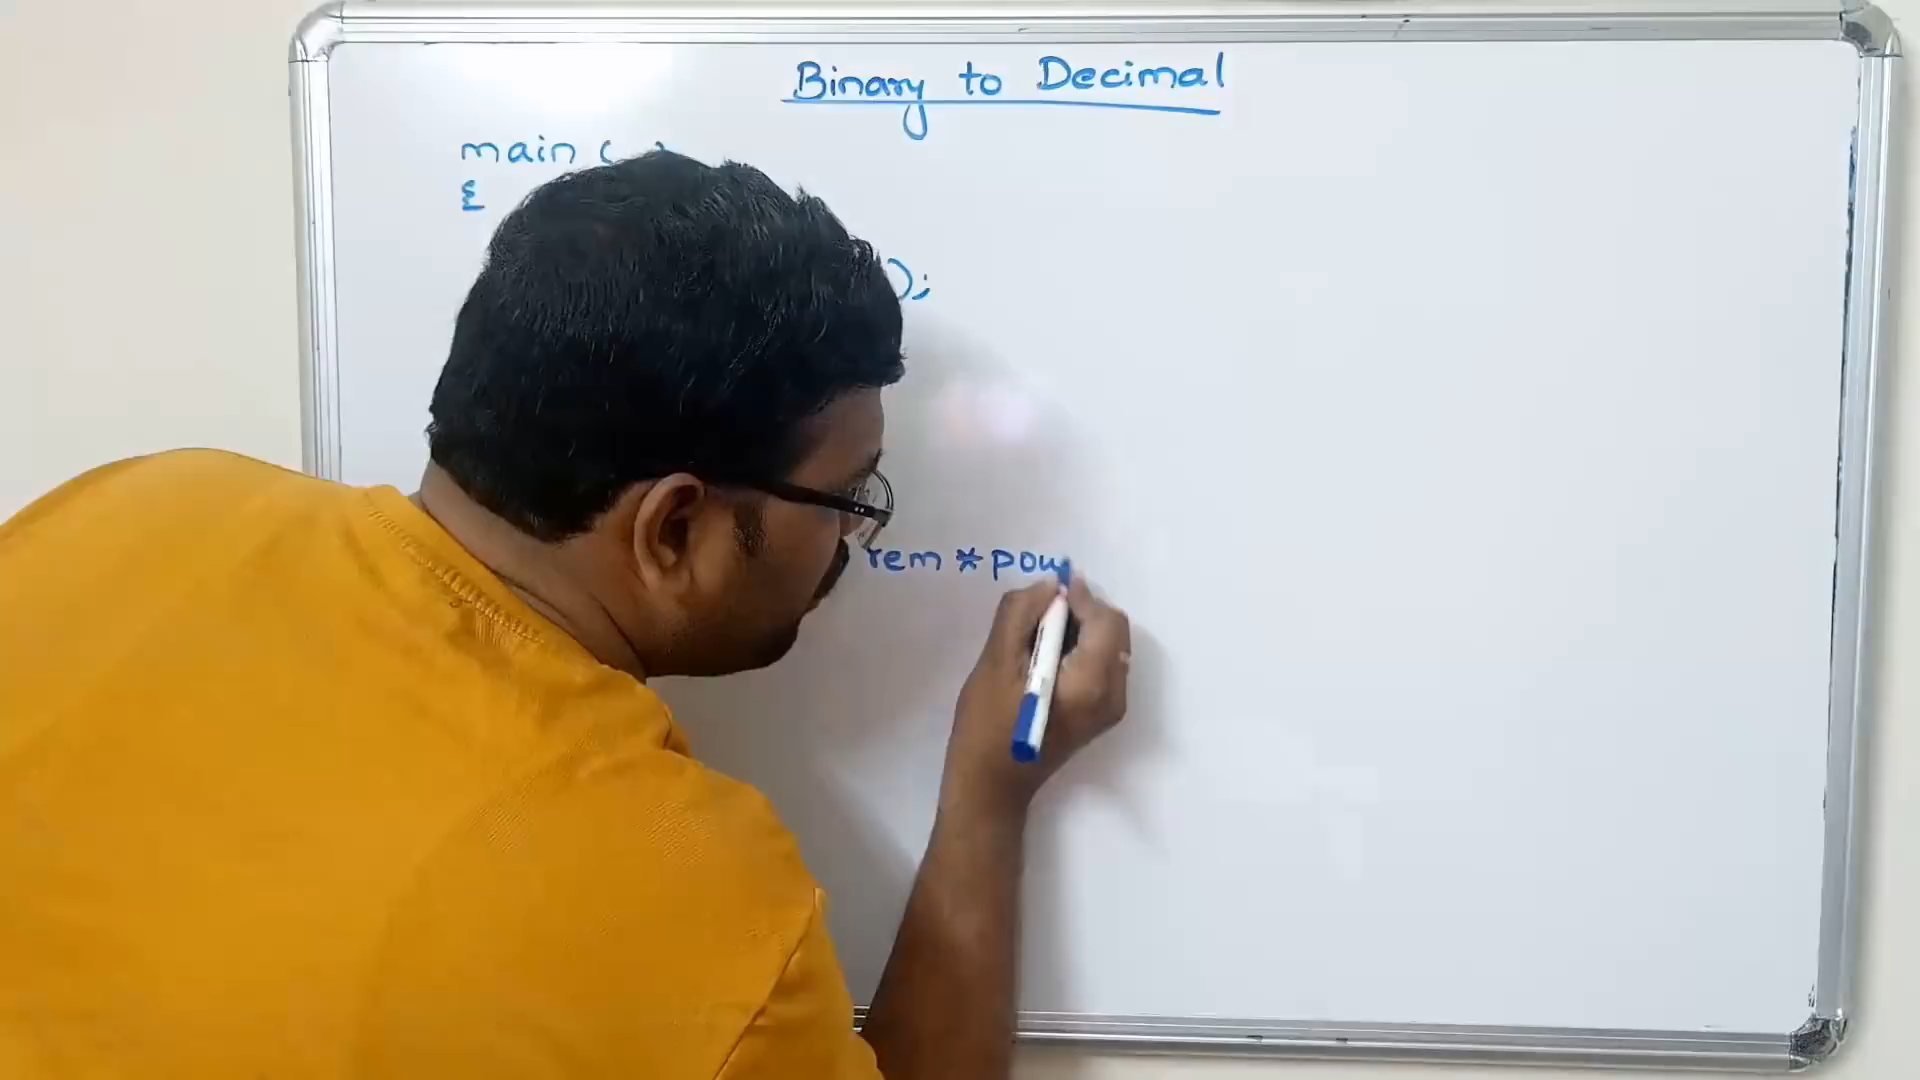 Binary to Decimal
main ( )
{
);
rem * pow